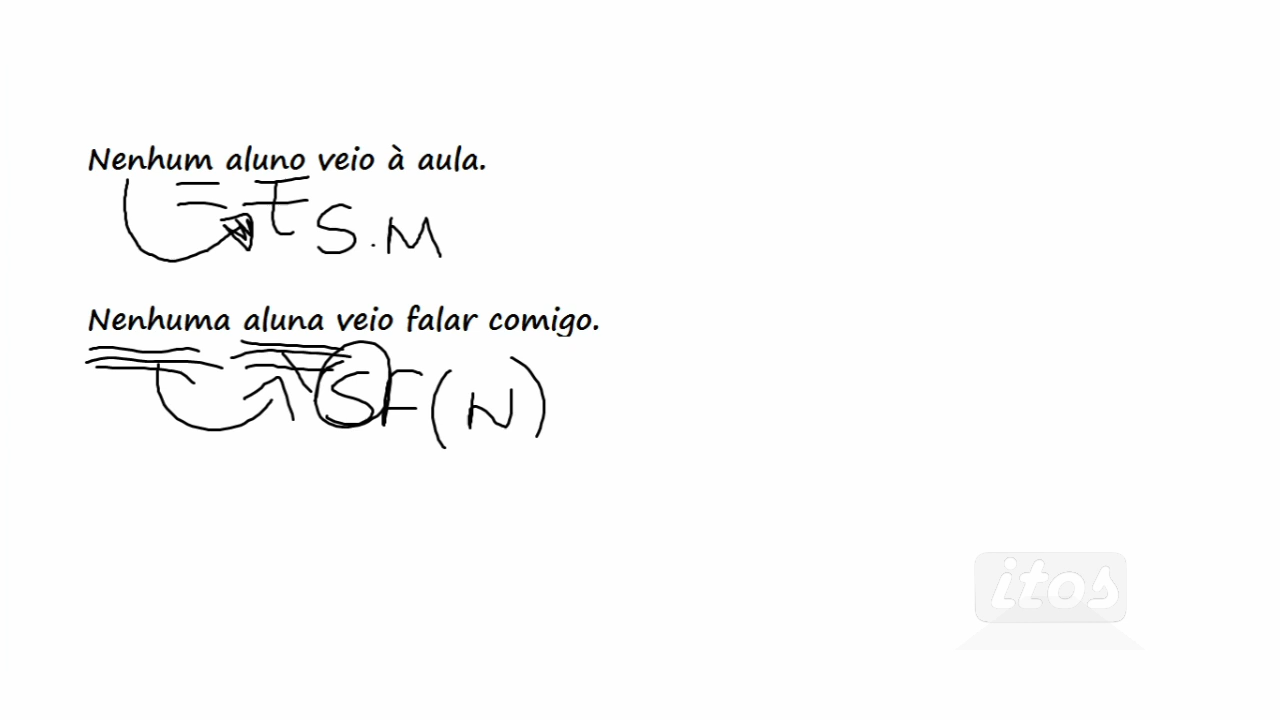 Nenhum aluno veio à aula.
S.M
Nenhuma aluna veio falar comigo.
SF(N)
itos